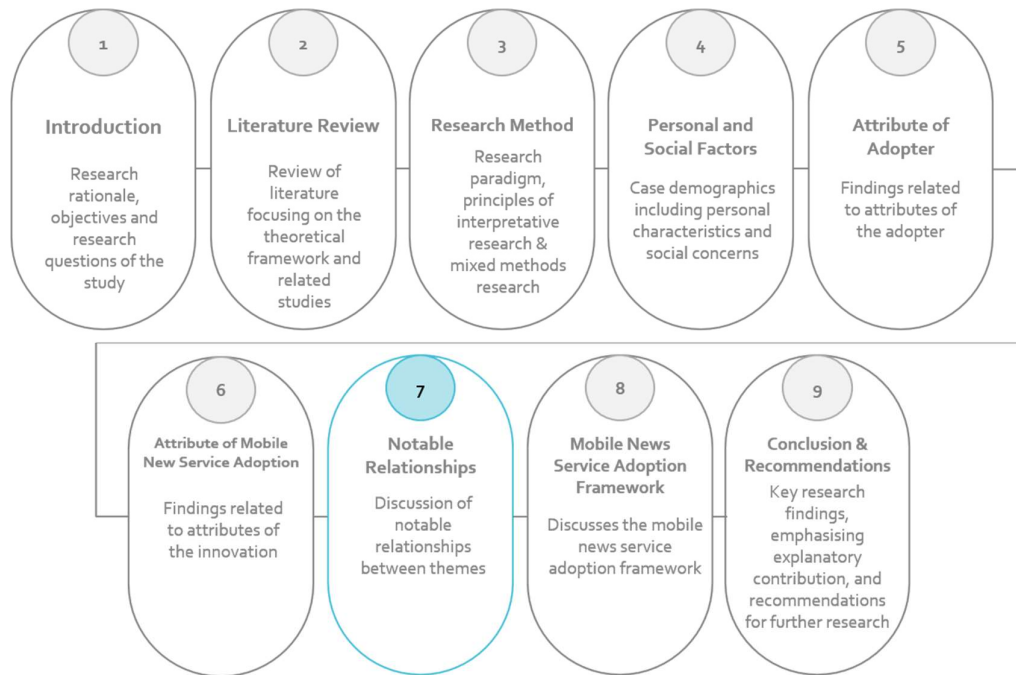 1
Introduction
Research
rationale,
objectives and
research
questions of the
study
2
Literature Review
Review of
literature
focusing on the
theoretical
framework and
related
studies
3
Research Method
Research
paradigm,
principles of
interpretative
research &
mixed methods
research
4
Personal and
Social Factors
Case demographics
including personal
characteristics and
social concerns
5
Attribute of
Adopter
Findings related
to attributes of
the adopter
6
Attribute of Mobile
New Service Adoption
Findings related
to attributes of
the innovation
7
Notable
Relationships
Discussion of
notable
relationships
between themes
8
Mobile News
Service Adoption
Framework
Discusses the mobile
news service
adoption framework
9
Conclusion &
Recommendations
Key research
findings,
emphasising
explanatory
contribution, and
recommendations
for further research